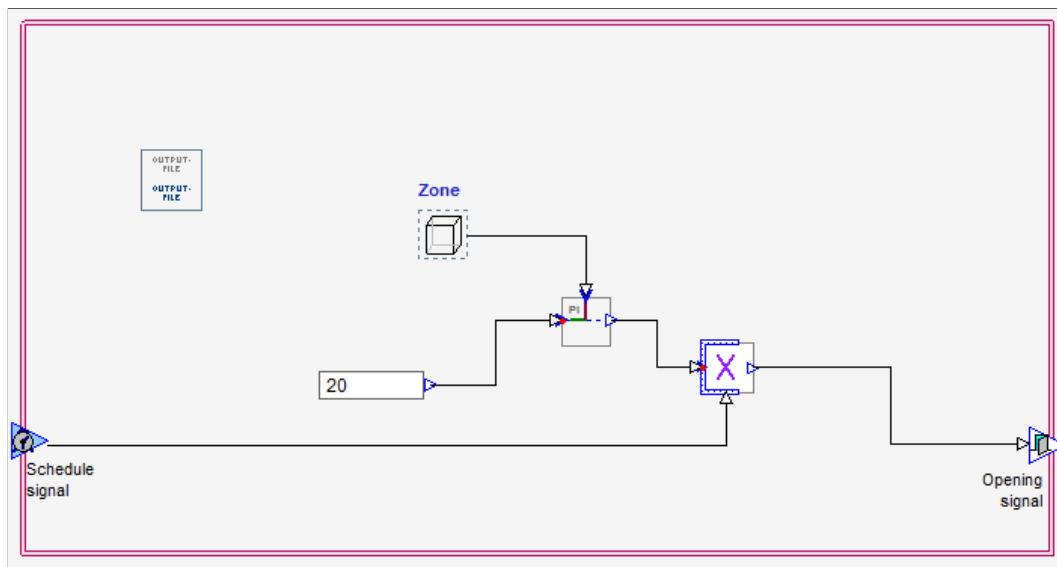 OUTPUT-
FILE
OUTPUT-
FILE
Zone
PI
20
X
Schedule
signal
Opening
signal